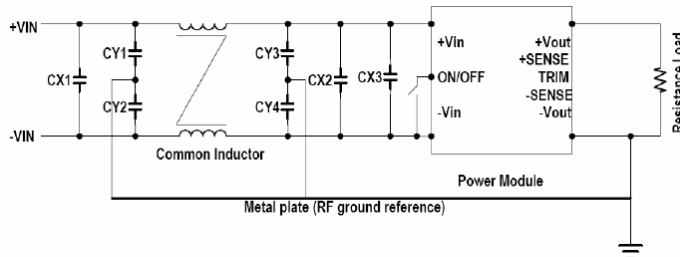 +VIN
CX1
CY1
CY2
CY3
CY4
CX2
CX3
+Vin
ON/OFF
-Vin
+Vout
+SENSE
TRIM
-SENSE
-Vout
Resistance Load
-VIN
Common Inductor
Power Module
Metal plate (RF ground reference)